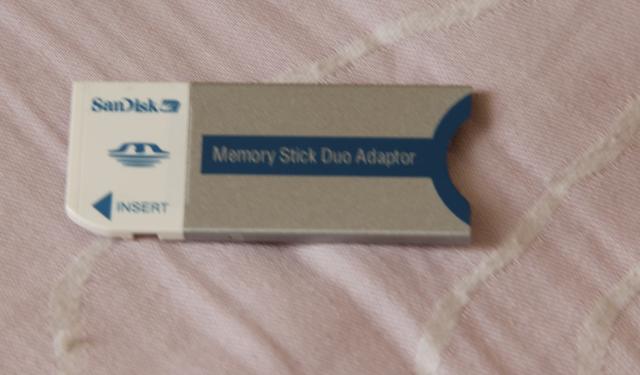 SanDisk
INSERT
Memory Stick Duo Adaptor